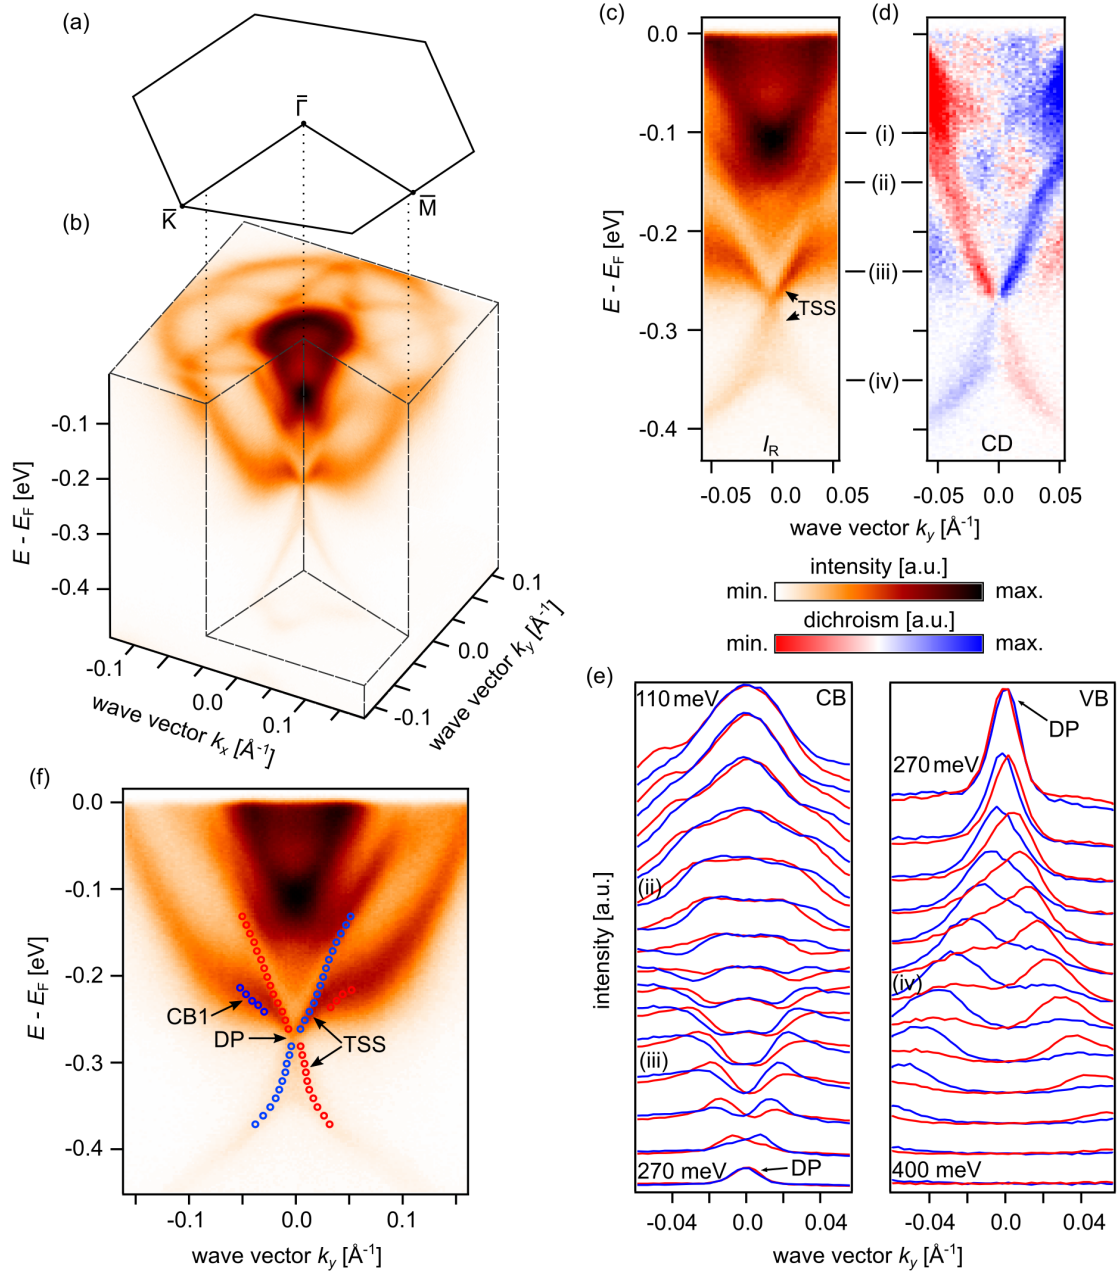 (a)
Γ̅
K̅
M̅
(b)
-0.1
-0.2
-0.3
-0.4
E - E_F [eV]
-0.1
0.0
0.1
wave vector k_x [Å⁻¹]
-0.1
0.0
0.1
wave vector k_y [Å⁻¹]
(c)
(d)
0.0
-0.1
-0.2
-0.3
-0.4
E - E_F [eV]
(i)
(ii)
(iii)
(iv)
TSS
I_R
CD
-0.05 0.0 0.05
-0.05 0.0 0.05
wave vector k_y [Å⁻¹]
intensity [a.u.]
min. max.
dichroism [a.u.]
min. max.
(e)
110 meV CB
(ii)
(iii)
270 meV DP
intensity [a.u.]
-0.04 0.0 0.04
VB
DP
270 meV
(iv)
400 meV
-0.04 0.0 0.04
wave vector k_y [Å⁻¹]
(f)
0.0
-0.1
-0.2
-0.3
-0.4
E - E_F [eV]
CB1
DP
TSS
-0.1 0.0 0.1
wave vector k_y [Å⁻¹]